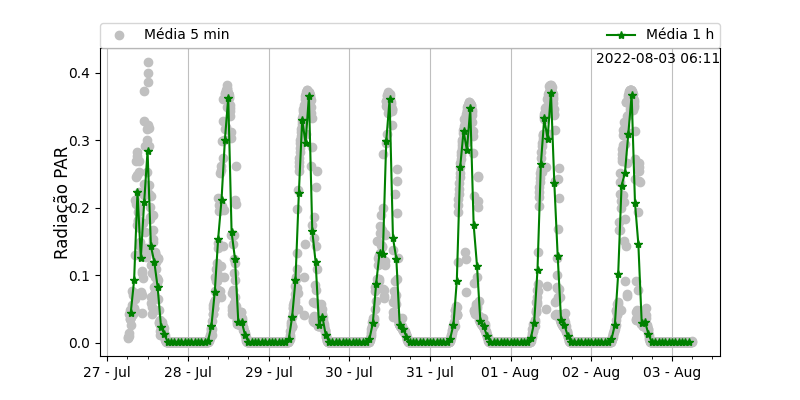 Média 5 min
Média 1 h
2022-08-03 06:11
Radiação PAR
0.4
0.3
0.2
0.1
0.0
27 - Jul
28 - Jul
29 - Jul
30 - Jul
31 - Jul
01 - Aug
02 - Aug
03 - Aug